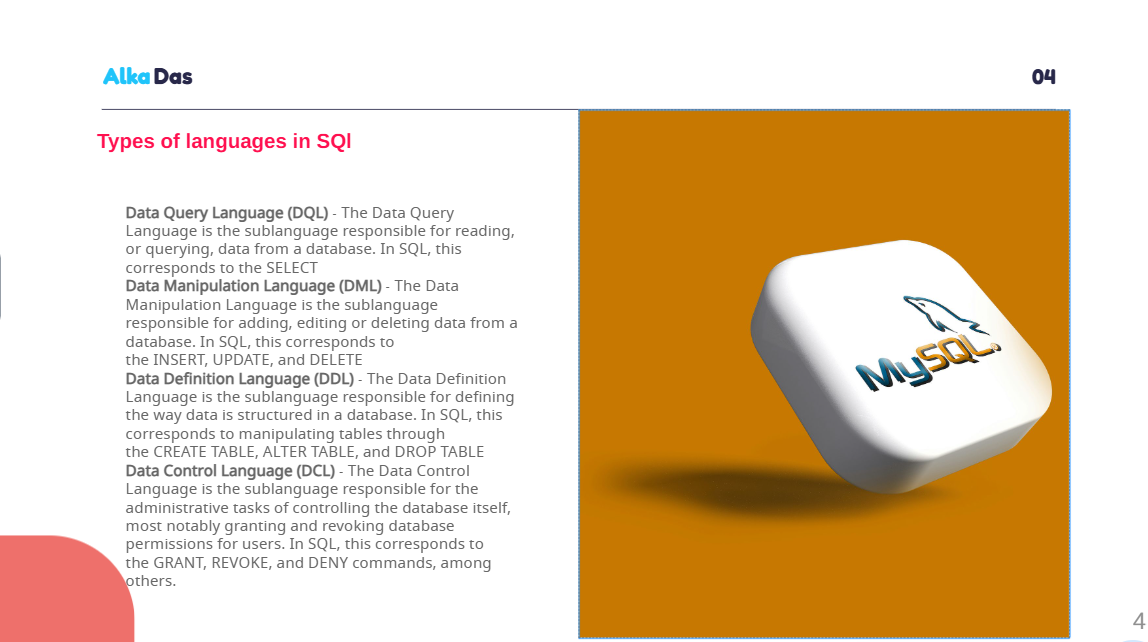 Alka Das
04
Types of languages in SQl
Data Query Language (DQL) - The Data Query
Language is the sublanguage responsible for reading,
or querying, data from a database. In SQL, this
corresponds to the SELECT
Data Manipulation Language (DML) - The Data
Manipulation Language is the sublanguage
responsible for adding, editing or deleting data from a
database. In SQL, this corresponds to
the INSERT, UPDATE, and DELETE
Data Definition Language (DDL) - The Data Definition
Language is the sublanguage responsible for defining
the way data is structured in a database. In SQL, this
corresponds to manipulating tables through
the CREATE TABLE, ALTER TABLE, and DROP TABLE
Data Control Language (DCL) - The Data Control
Language is the sublanguage responsible for the
administrative tasks of controlling the database itself,
most notably granting and revoking database
permissions for users. In SQL, this corresponds to
the GRANT, REVOKE, and DENY commands, among
others.
MySQL
4